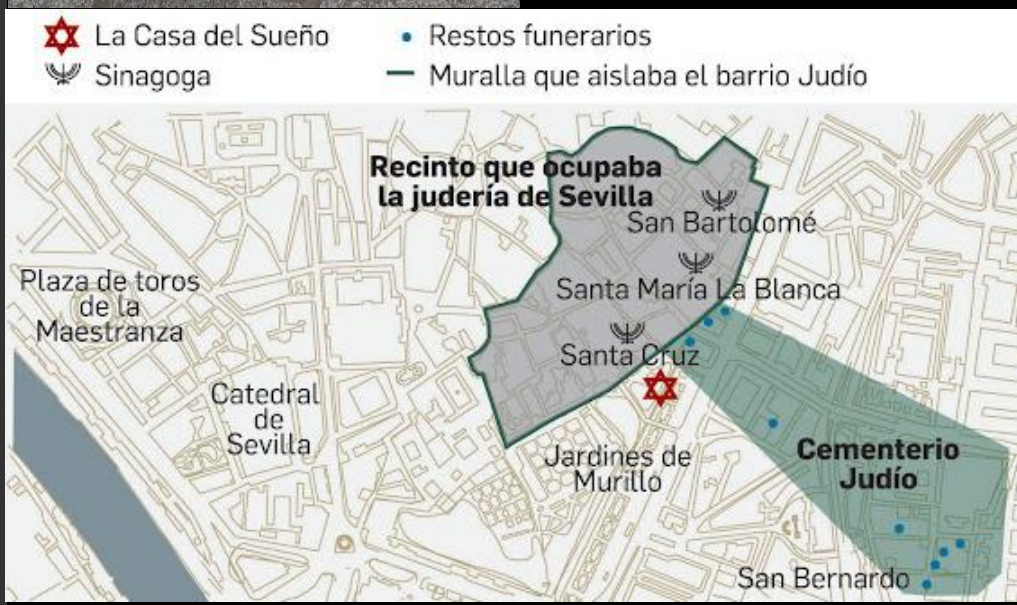 La Casa del Sueño
Sinagoga
Restos funerarios
Muralla que aislaba el barrio Judío
Recinto que ocupaba
la judería de Sevilla
San Bartolomé
Santa María La Blanca
Santa Cruz
Plaza de toros
de la
Maestranza
Catedral
de
Sevilla
Jardines de
Murillo
Cementerio
Judío
San Bernardo